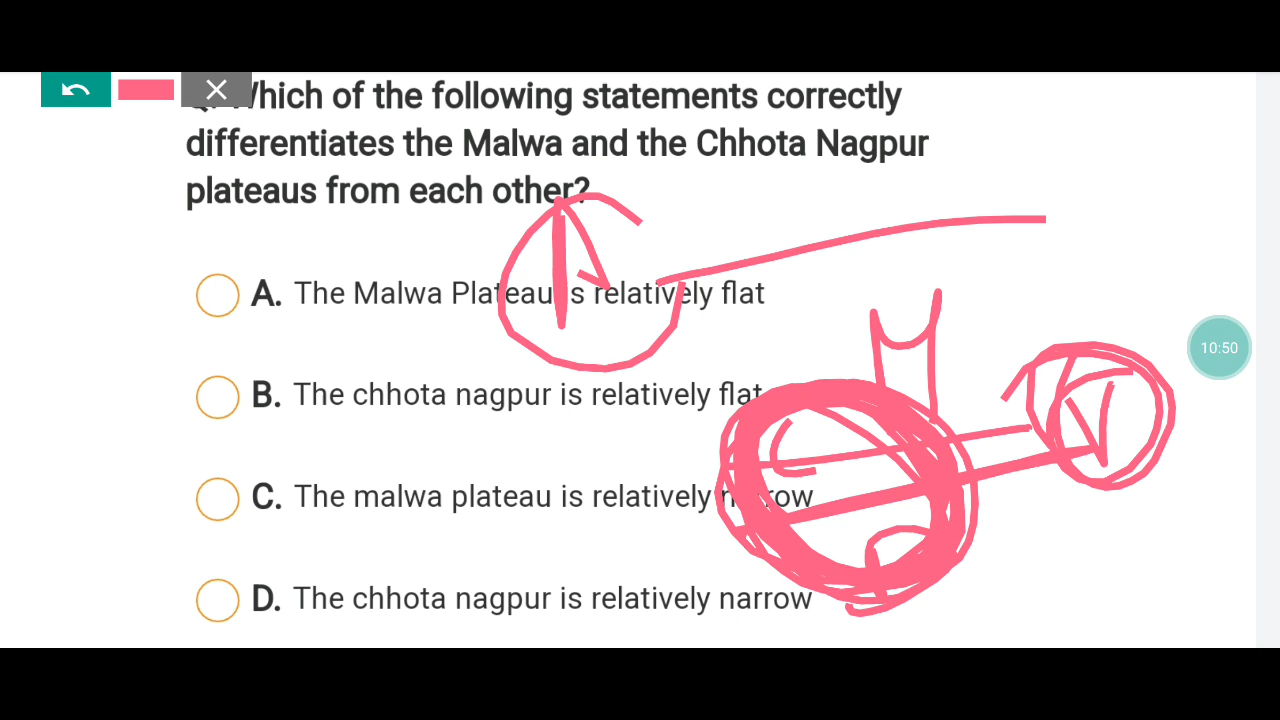 Which of the following statements correctly
differentiates the Malwa and the Chhota Nagpur
plateaus from each other?
A. The Malwa Plateau is relatively flat
B. The chhota nagpur is relatively flat
10:50
C. The malwa plateau is relatively narrow
D. The chhota nagpur is relatively narrow